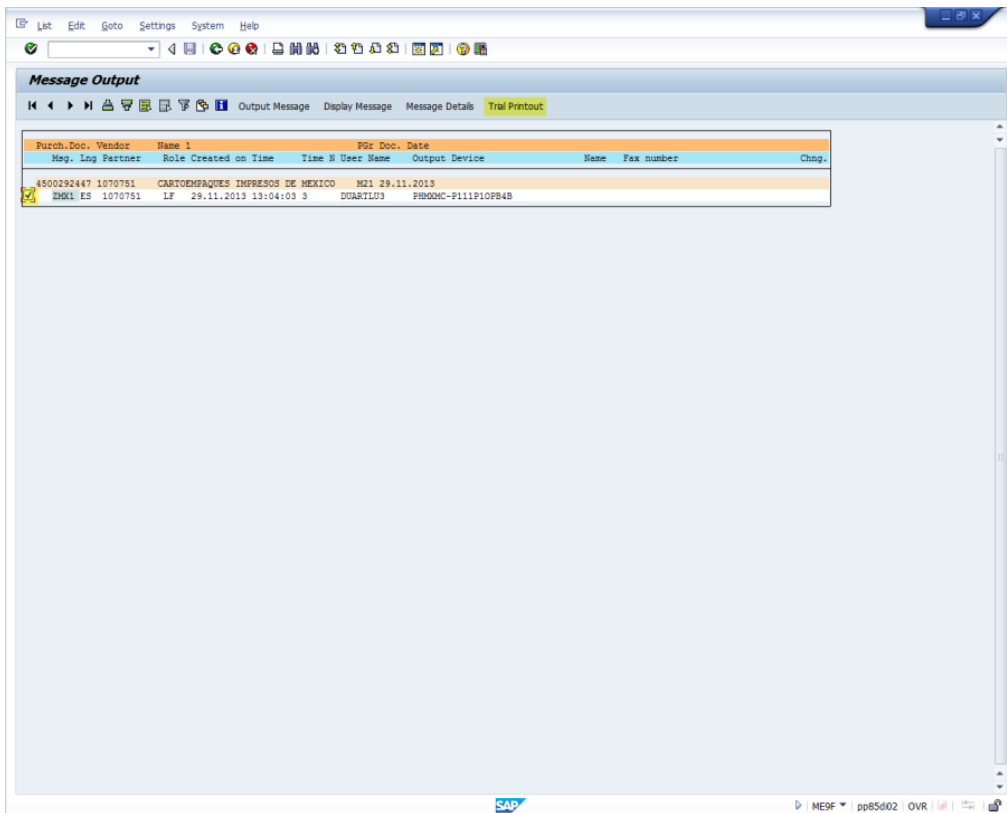 List Edit Goto Settings System Help
Message Output
Output Message Display Message Message Details Trial Printout
Purch.Doc. Vendor Name 1 PGr Doc. Date
Msg. Lng Partner Role Created on Time Time N User Name Output Device Name Fax number Chng.
4500292447 1070751 CARTOEMPAQUES IMPRESOS DE MEXICO M21 29.11.2013
ZMX1 ES 1070751 LF 29.11.2013 13:04:03 3 DUARTLU3 PHMXMC-P111P10PB4B
SAP ME9F pp85di02 OVR